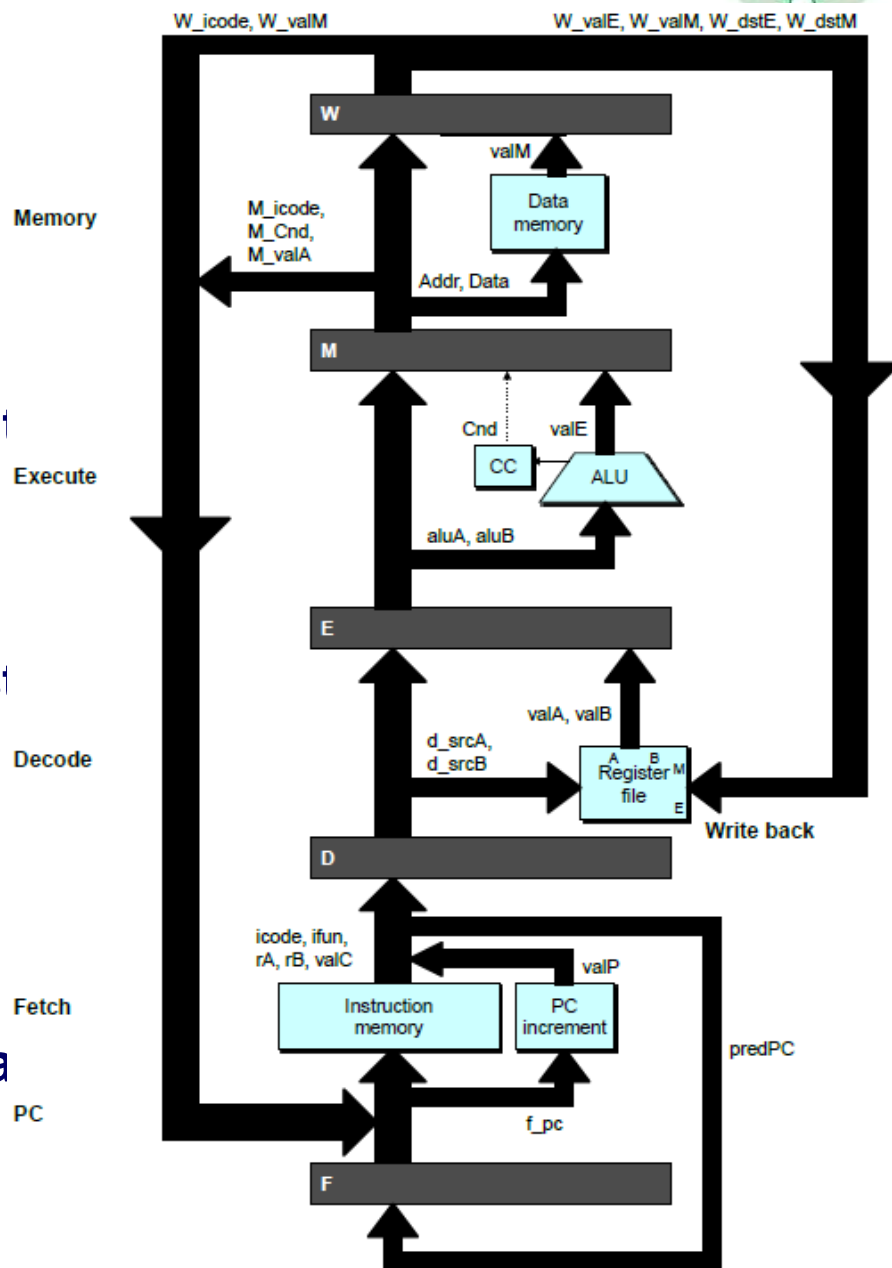 W_icode, W_valM
W_valE, W_valM, W_dstE, W_dstM
W
valM
Data
memory
Memory
M_icode,
M_Cnd,
M_valA
Addr, Data
M
Cnd
valE
CC
ALU
Execute
aluA, aluB
E
valA, valB
d_srcA,
d_srcB
A
B
M
Register
file
E
Decode
Write back
D
icode, ifun,
rA, rB, valC
valP
Instruction
memory
PC
increment
Fetch
predPC
PC
f_pc
F